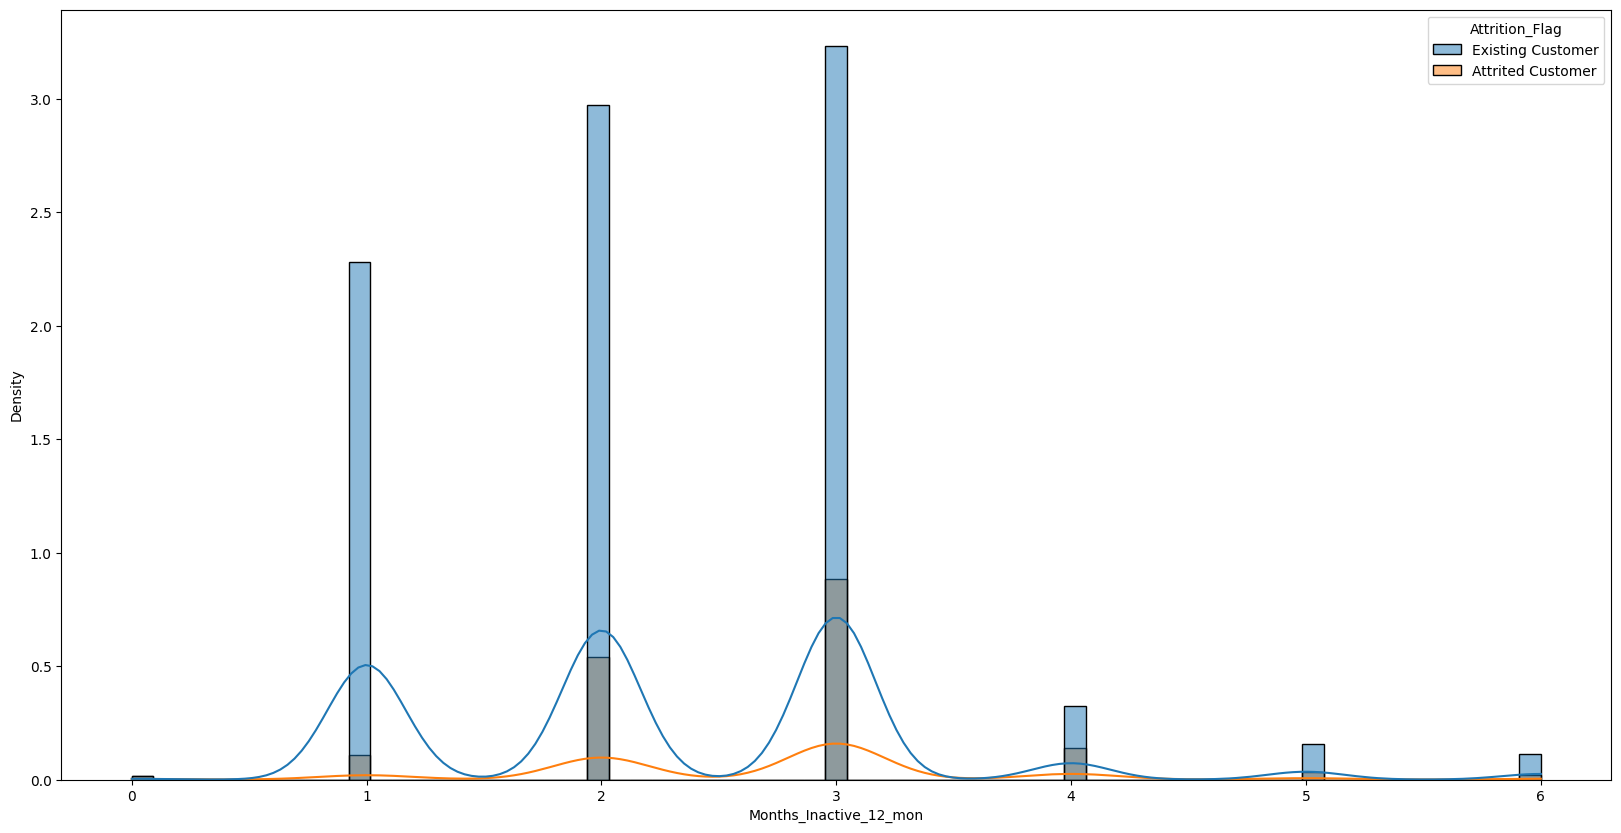 Attrition_Flag
Existing Customer
Attrited Customer
Density
3.0
2.5
2.0
1.5
1.0
0.5
0.0
0 1 2 3 4 5 6
Months_Inactive_12_mon